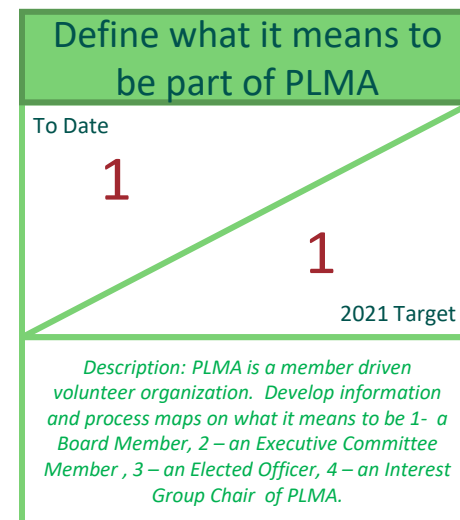 Define what it means to
be part of PLMA
To Date
1
1
2021 Target
Description: PLMA is a member driven
volunteer organization.  Develop information
and process maps on what it means to be 1-  a
Board Member, 2 – an Executive Committee
Member , 3 – an Elected Officer, 4 – an Interest
Group Chair  of PLMA.